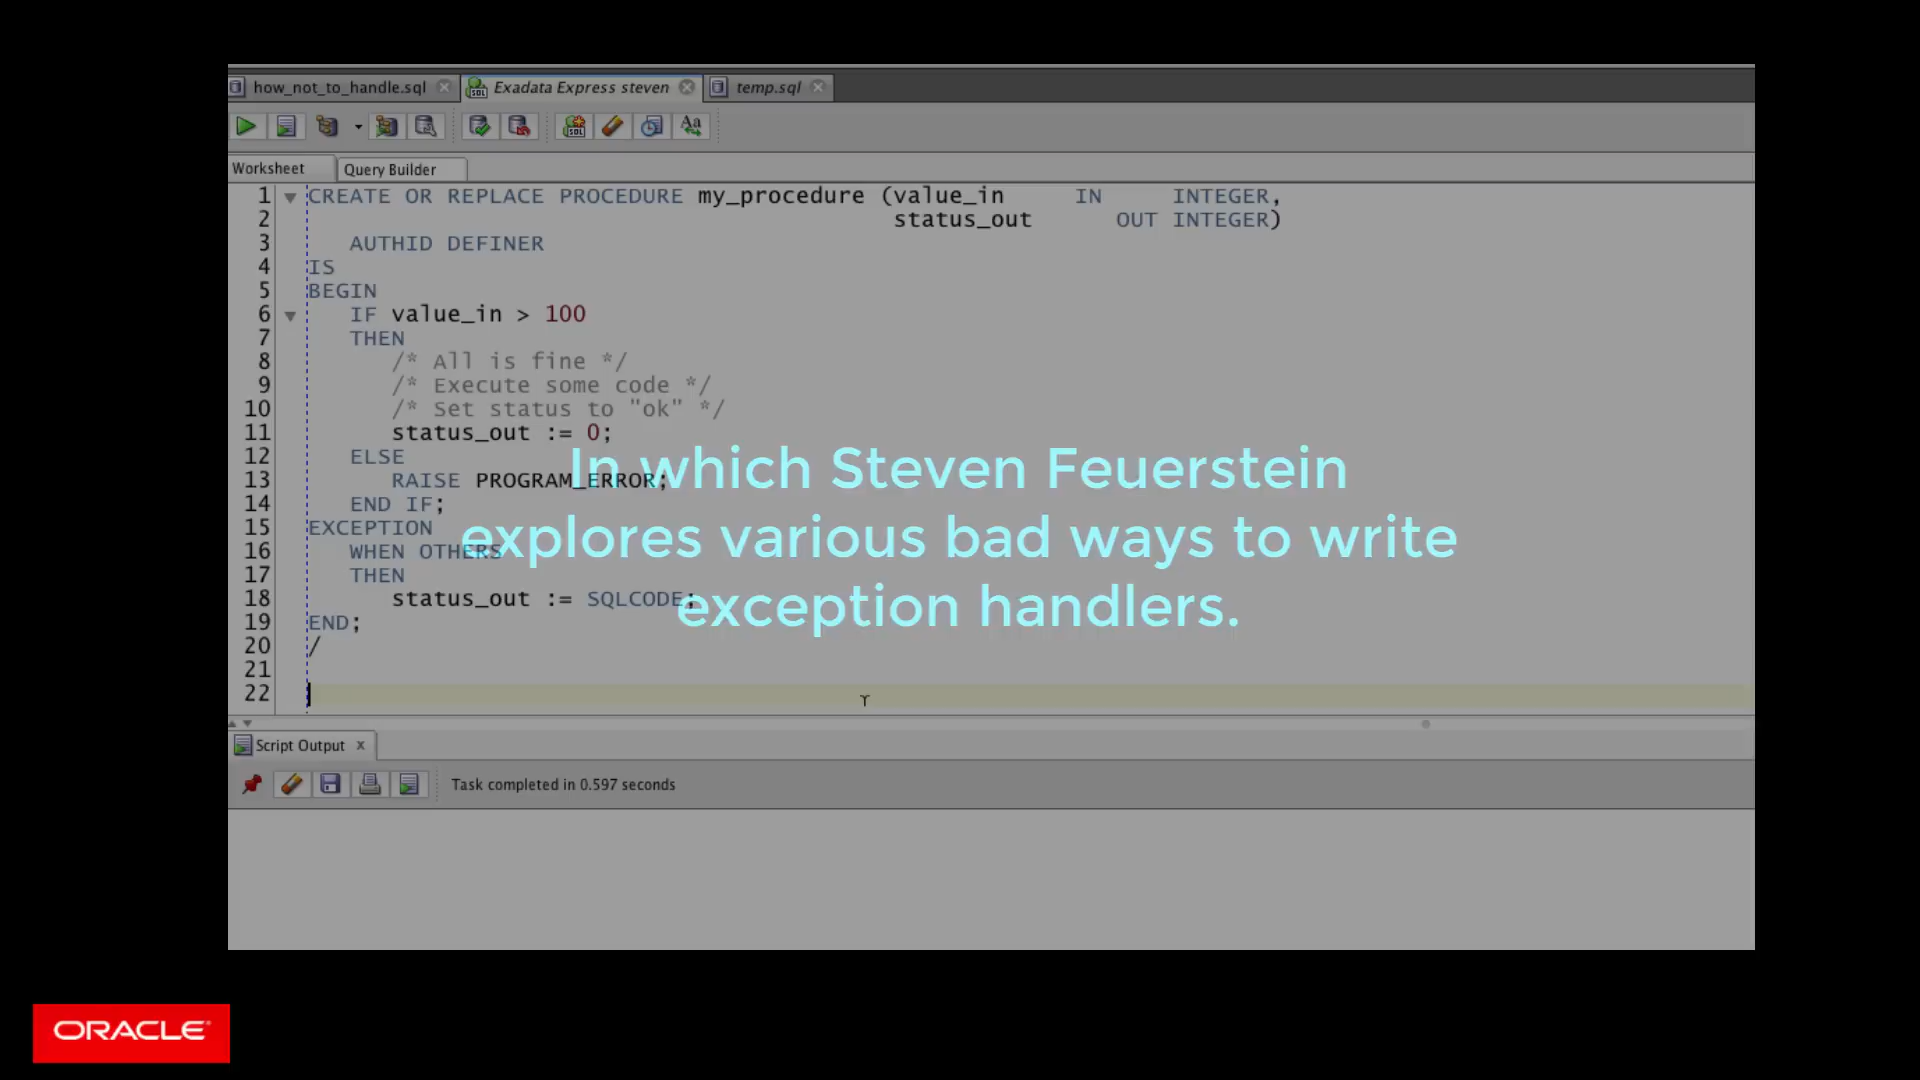 how_not_to_handle.sql Exadata Express steven temp.sql
Worksheet Query Builder
1 CREATE OR REPLACE PROCEDURE my_procedure (value_in IN INTEGER,
2 status_out OUT INTEGER)
3 AUTHID DEFINER
4 IS
5 BEGIN
6 IF value_in > 100
7 THEN
8 /* All is fine */
9 /* Execute some code */
10 /* Set status to "ok" */
11 status_out := 0;
12 ELSE
13 RAISE PROGRAM_ERROR;
14 END IF;
15 EXCEPTION
16 WHEN OTHERS
17 THEN
18 status_out := SQLCODE;
19 END;
20 /
21
22
In which Steven Feuerstein
explores various bad ways to write
exception handlers.
Script Output x
Task completed in 0.597 seconds
ORACLE